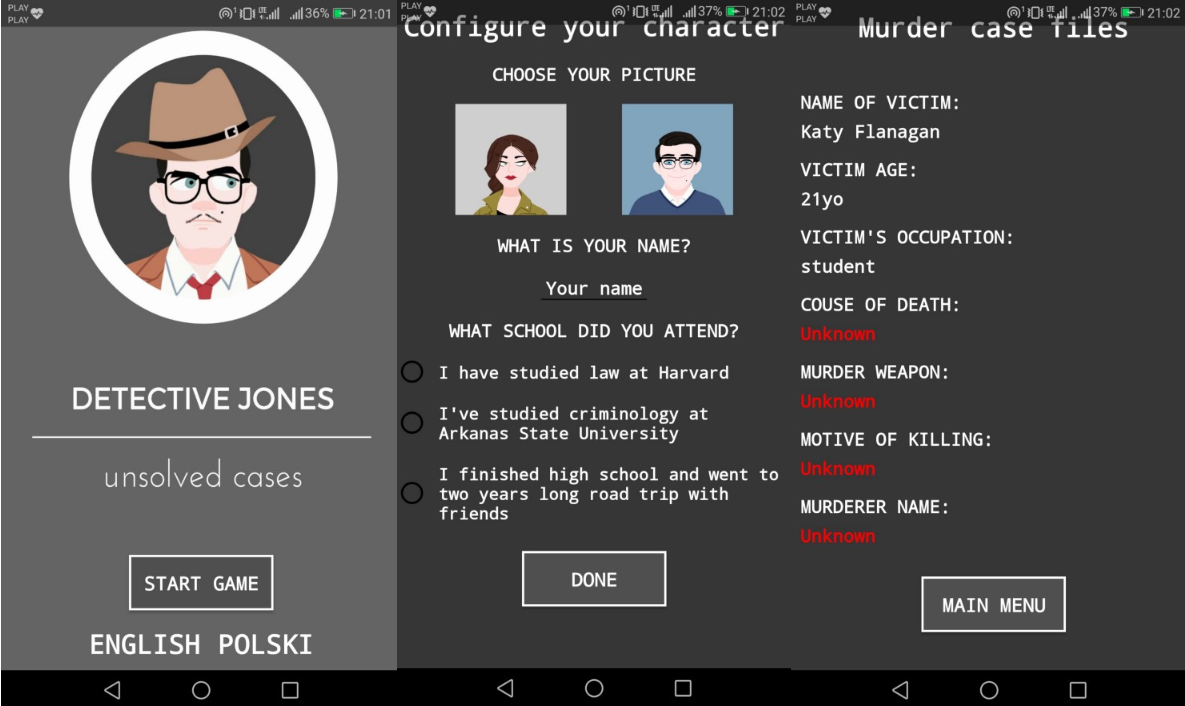 PLAY
PLAY
36% 21:01
DETECTIVE JONES
unsolved cases
START GAME
ENGLISH POLSKI
PLAY
PLAY
37% 21:02
Configure your character
CHOOSE YOUR PICTURE
WHAT IS YOUR NAME?
Your name
WHAT SCHOOL DID YOU ATTEND?
I have studied law at Harvard
I've studied criminology at
Arkanas State University
I finished high school and went to
two years long road trip with
friends
DONE
PLAY
PLAY
37% 21:02
Murder case files
NAME OF VICTIM:
Katy Flanagan
VICTIM AGE:
21yo
VICTIM'S OCCUPATION:
student
COUSE OF DEATH:
Unknown
MURDER WEAPON:
Unknown
MOTIVE OF KILLING:
Unknown
MURDERER NAME:
Unknown
MAIN MENU